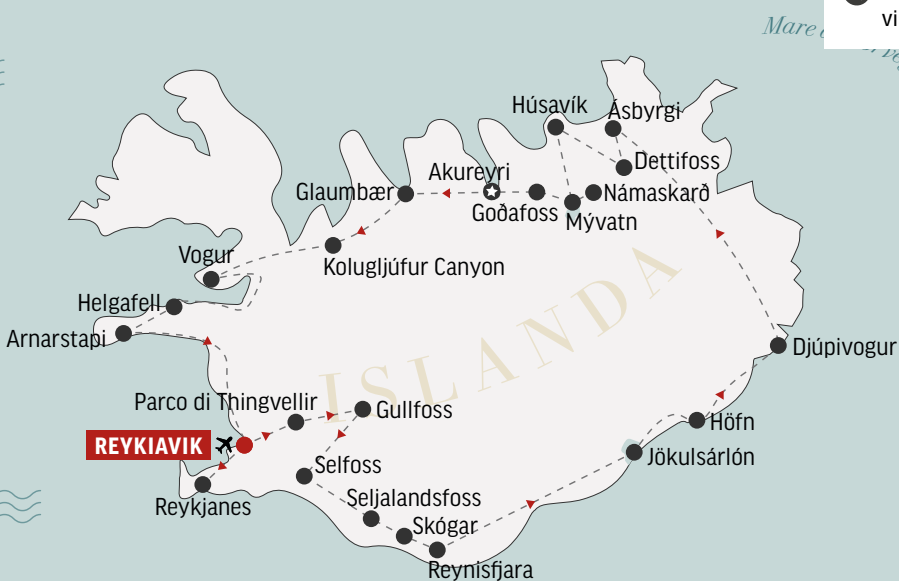 vi
Mare
Húsavík
Ásbyrgi
Dettifoss
Akureyri
Námaskarð
Glaumbær
Goðafoss
Mývatn
Vogur
Kolugljúfur Canyon
Helgafell
Arnarstapi
ISLANDA
Djúpivogur
Parco di Thingvellir
Gullfoss
Höfn
REYKIAVIK
Jökulsárlón
Selfoss
Reykjanes
Seljalandsfoss
Skógar
Reynisfjara